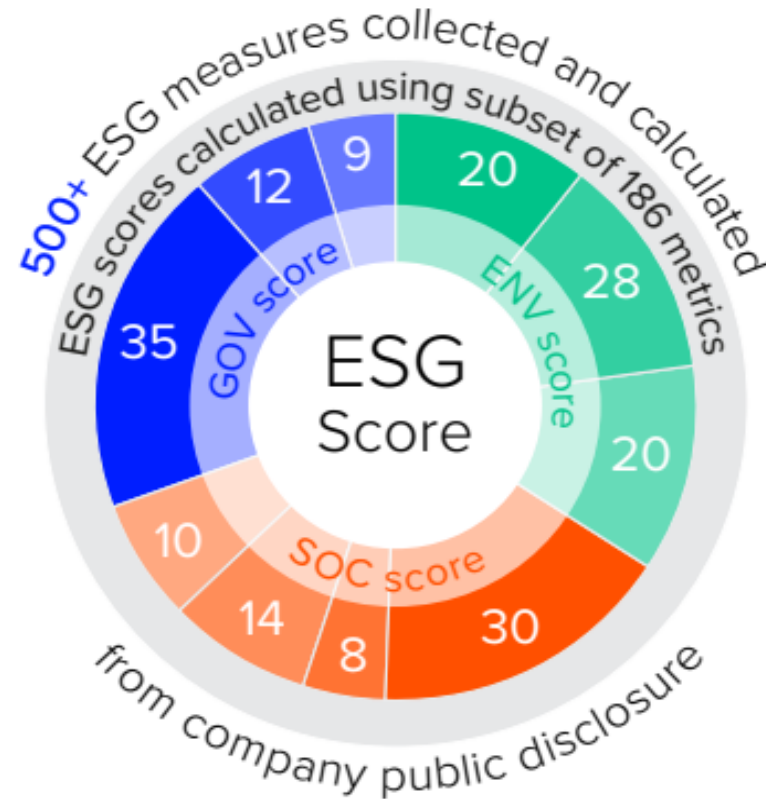 500+ ESG measures collected and calculated
ESG scores calculated using subset of 186 metrics
9
20
12
28
35
GOV score
ENV score
ESG
Score
20
10
SOC score
14
8
30
from company public disclosure